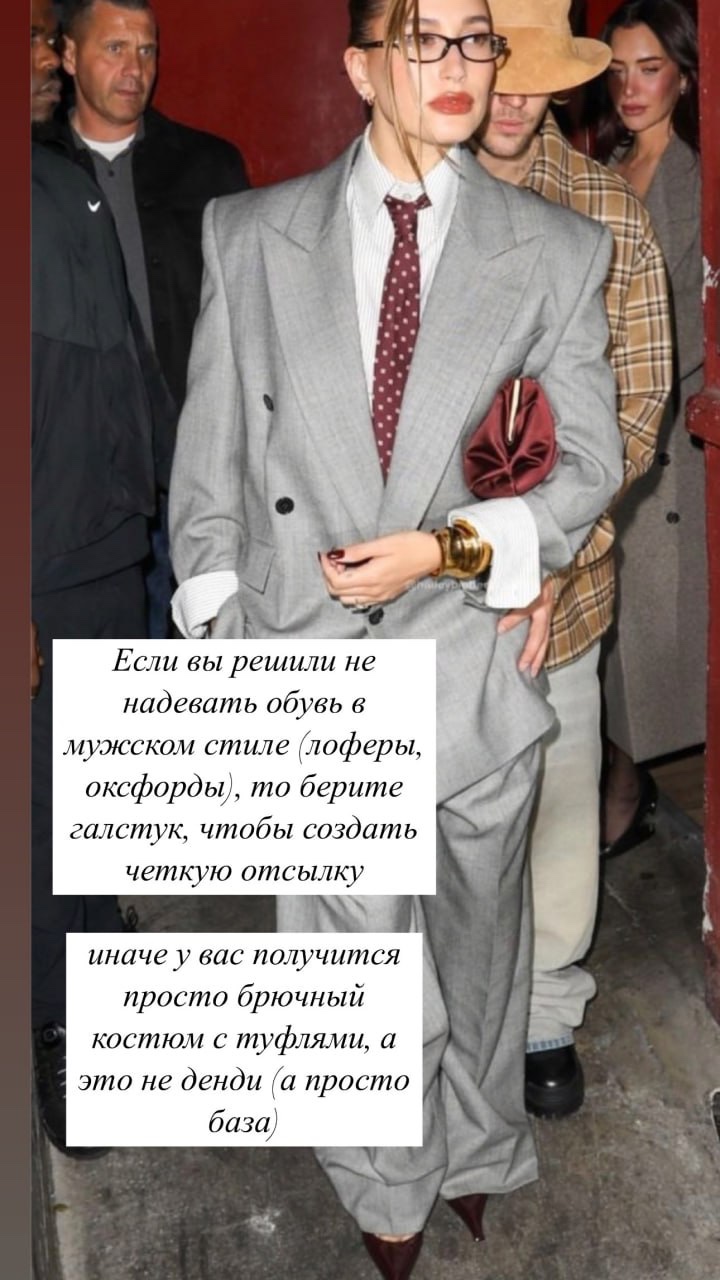 Если вы решили не
надевать обувь в
мужском стиле (лоферы,
оксфорды), то берите
галстук, чтобы создать
четкую отсылку
иначе у вас получится
просто брючный
костюм с туфлями, а
это не денди (а просто
база)